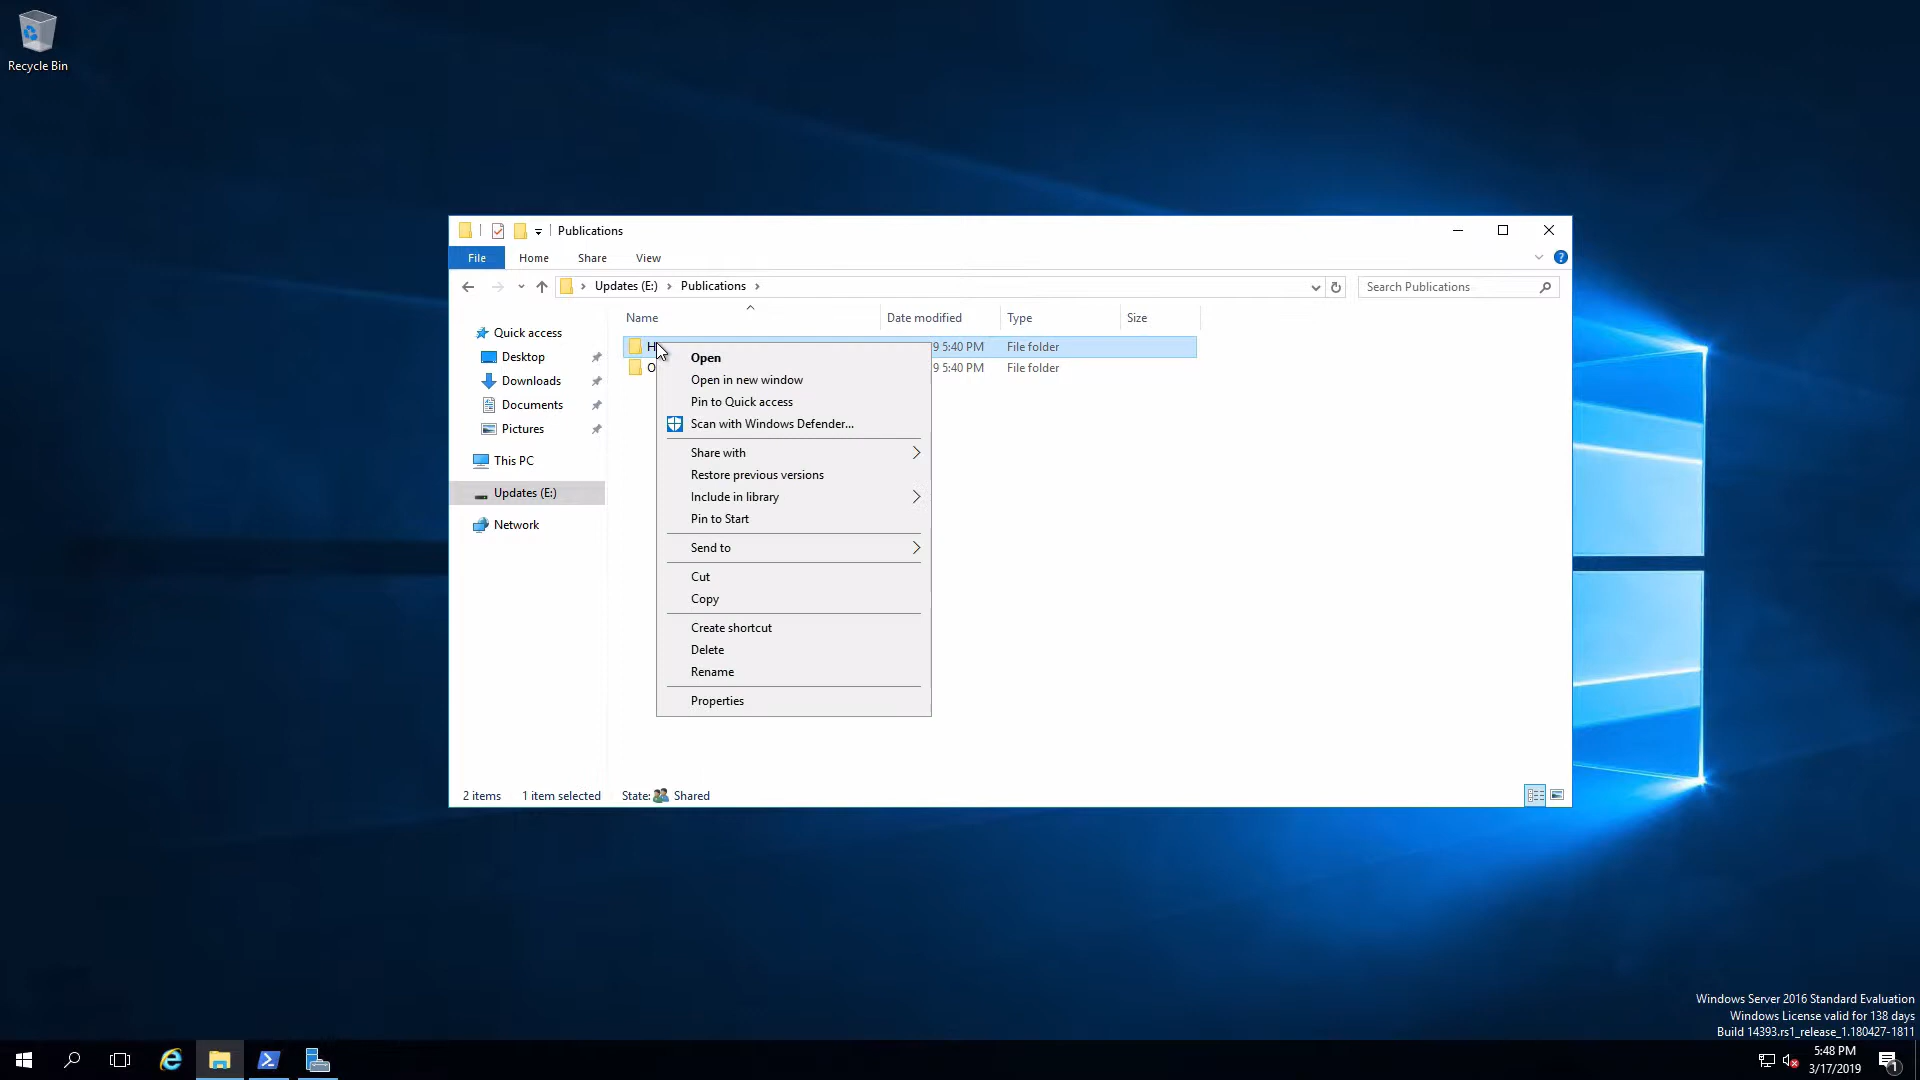 Recycle Bin
Publications
File Home Share View
Updates (E:) Publications
Search Publications
Name Date modified Type Size
Quick access
Desktop
Downloads
Documents
Pictures
This PC
Updates (E:)
Network
H 9 5:40 PM File folder
O 9 5:40 PM File folder
Open
Open in new window
Pin to Quick access
Scan with Windows Defender...
Share with
Restore previous versions
Include in library
Pin to Start
Send to
Cut
Copy
Create shortcut
Delete
Rename
Properties
2 items 1 item selected State: Shared
Windows Server 2016 Standard Evaluation
Windows License valid for 138 days
Build 14393.rs1_release_1.180427-1811
5:48 PM
3/17/2019
1